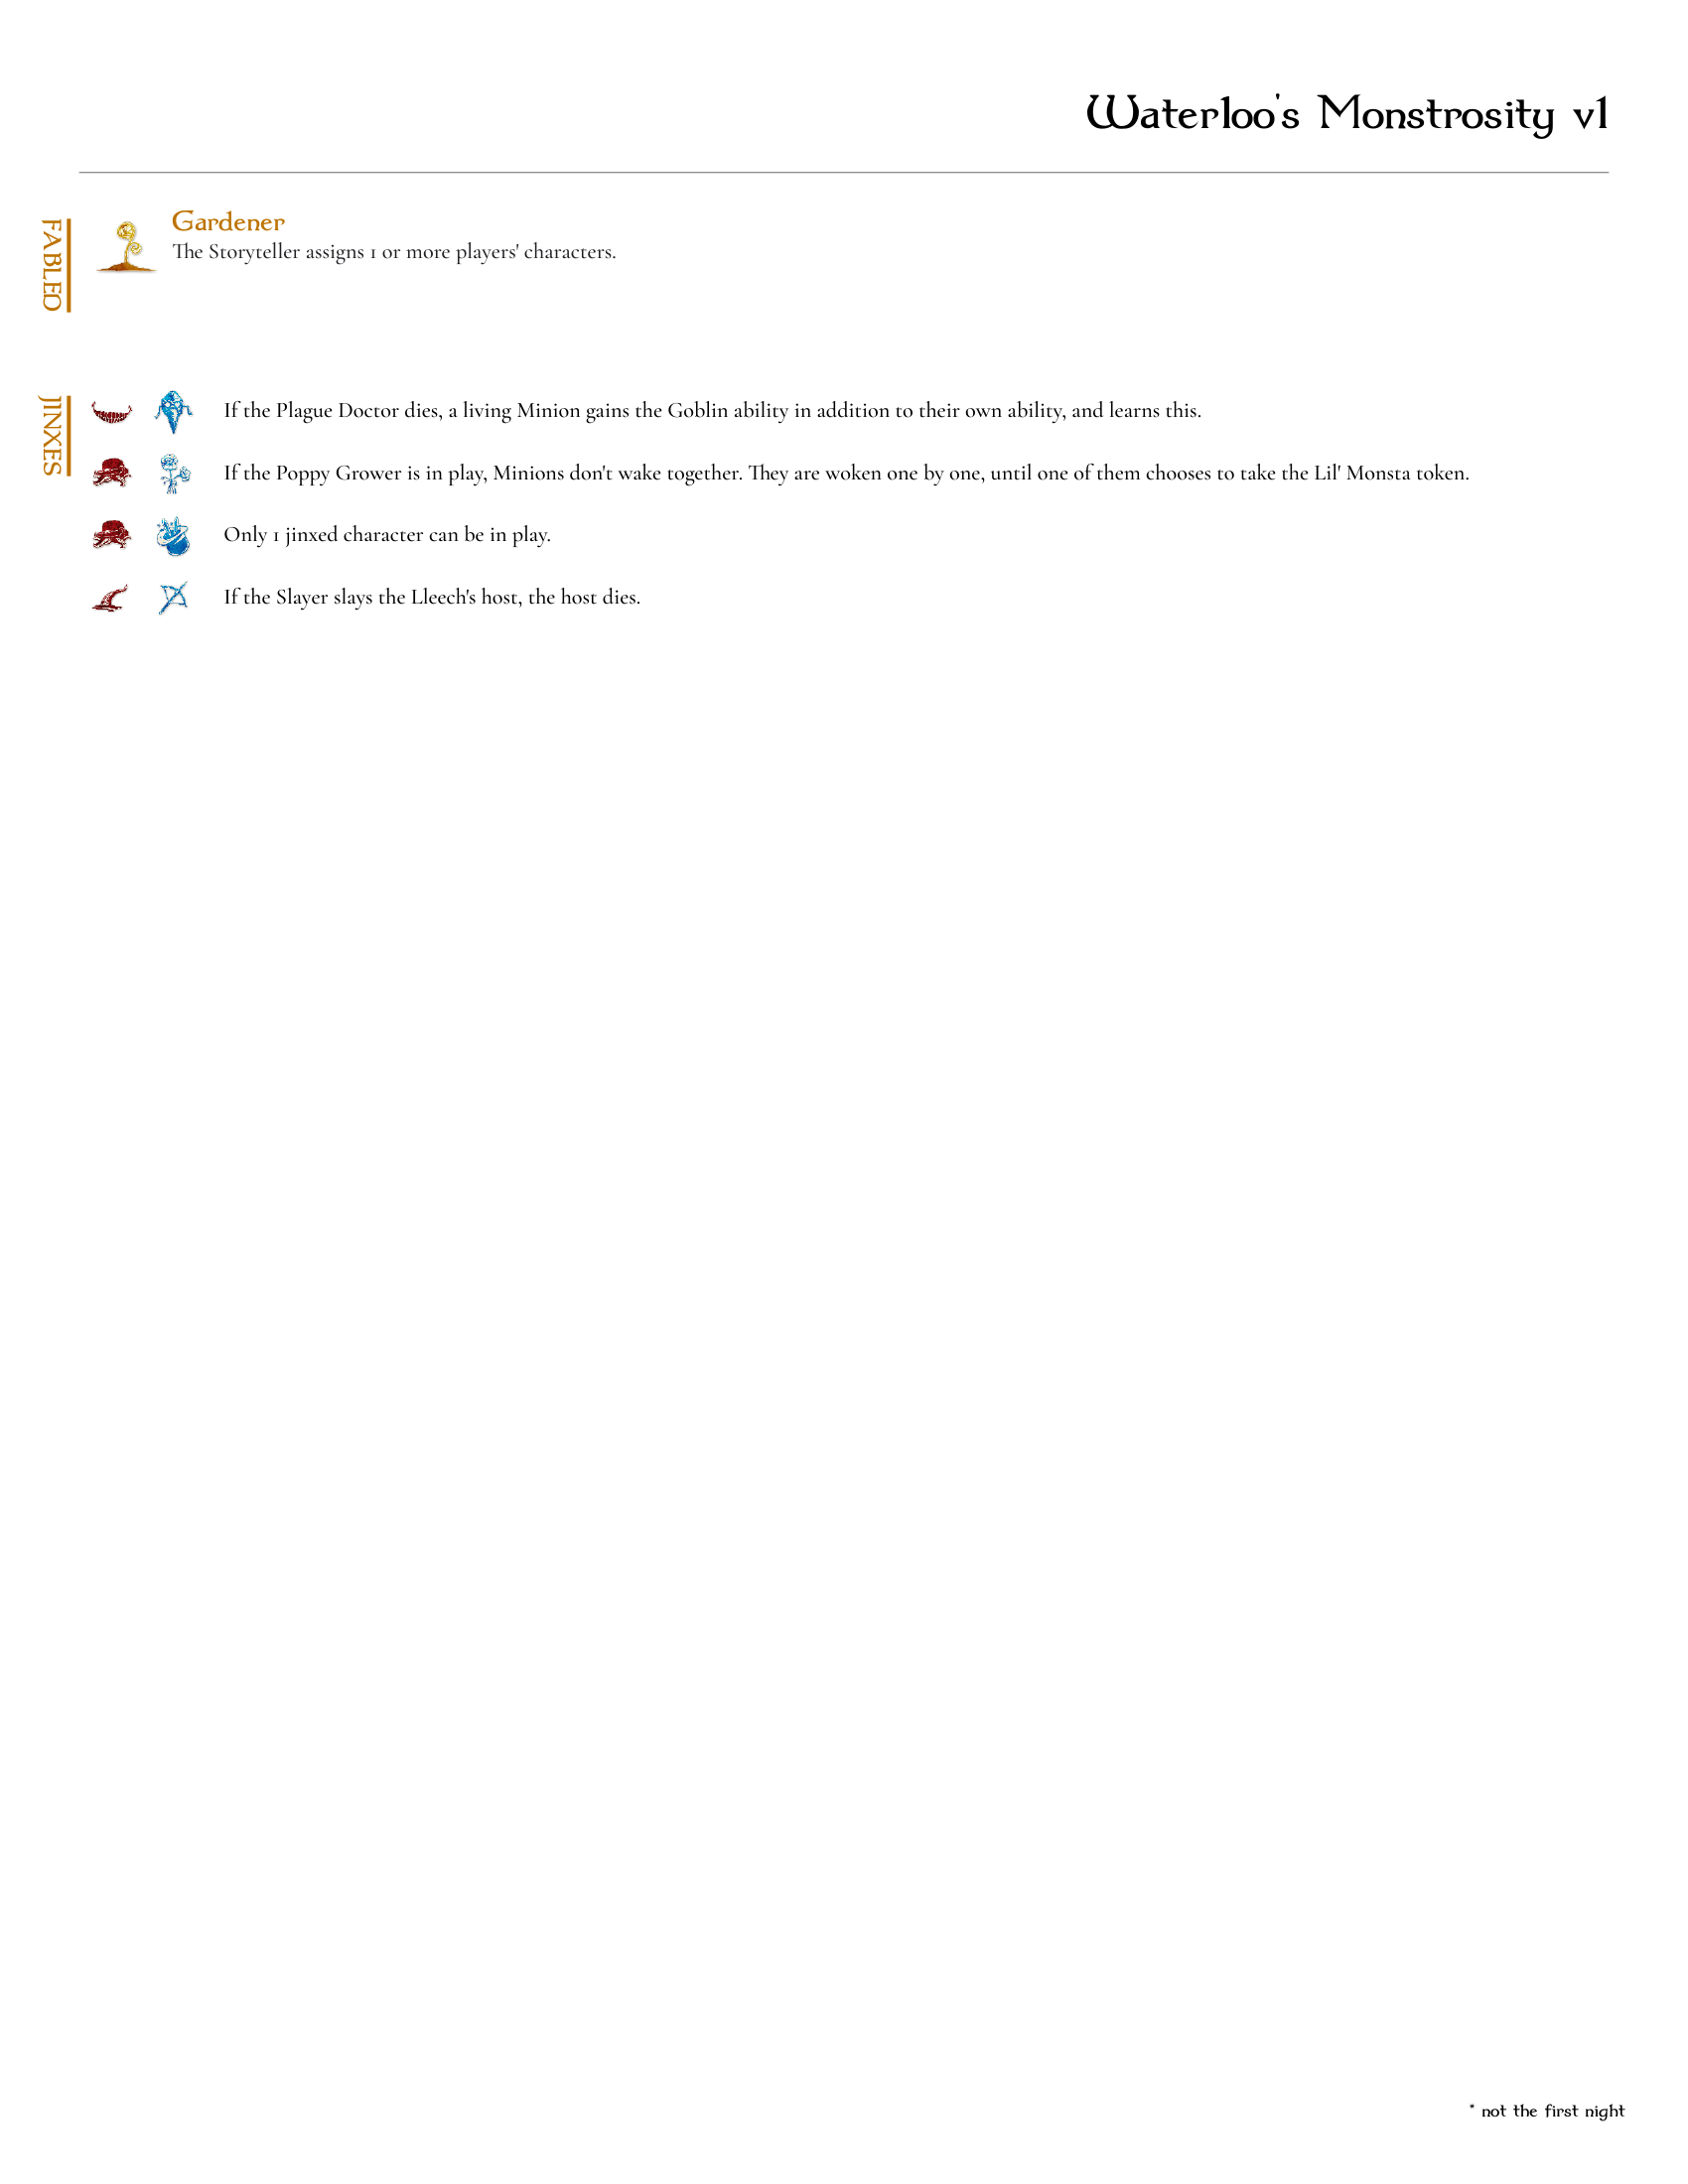 Waterloo's Monstrosity v1
FABLED
Gardener
The Storyteller assigns 1 or more players' characters.
JINXES
If the Plague Doctor dies, a living Minion gains the Goblin ability in addition to their own ability, and learns this.
If the Poppy Grower is in play, Minions don't wake together. They are woken one by one, until one of them chooses to take the Lil' Monsta token.
Only 1 jinxed character can be in play.
If the Slayer slays the Lleech's host, the host dies.
* not the first night